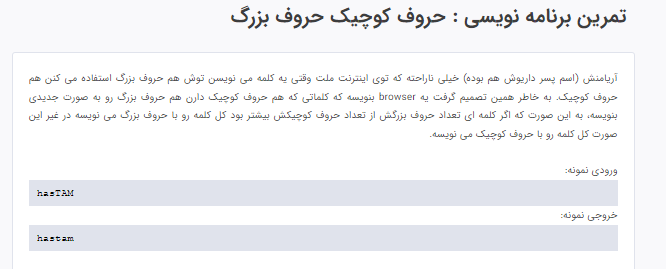 تمرین برنامه نویسی : حروف کوچیک حروف بزرگ
آریامنش (اسم پسر داریوش هم بوده) خیلی ناراحته که توی اینترنت ملت وقتی یه کلمه می نویسن توش هم حروف بزرگ استفاده می کنن هم
حروف کوچیک. به خاطر همین تصمیم گرفت یه browser بنویسه که کلماتی که هم حروف کوچیک دارن هم حروف بزرگ رو به صورت جدیدی
بنویسه، به این صورت که اگر کلمه ای تعداد حروف بزرگش از تعداد حروف کوچیکش بیشتر بود کل کلمه رو با حروف بزرگ می نویسه در غیر این
صورت کل کلمه رو با حروف کوچیک می نویسه.
ورودی نمونه:
hasTAM
خروجی نمونه:
hastam